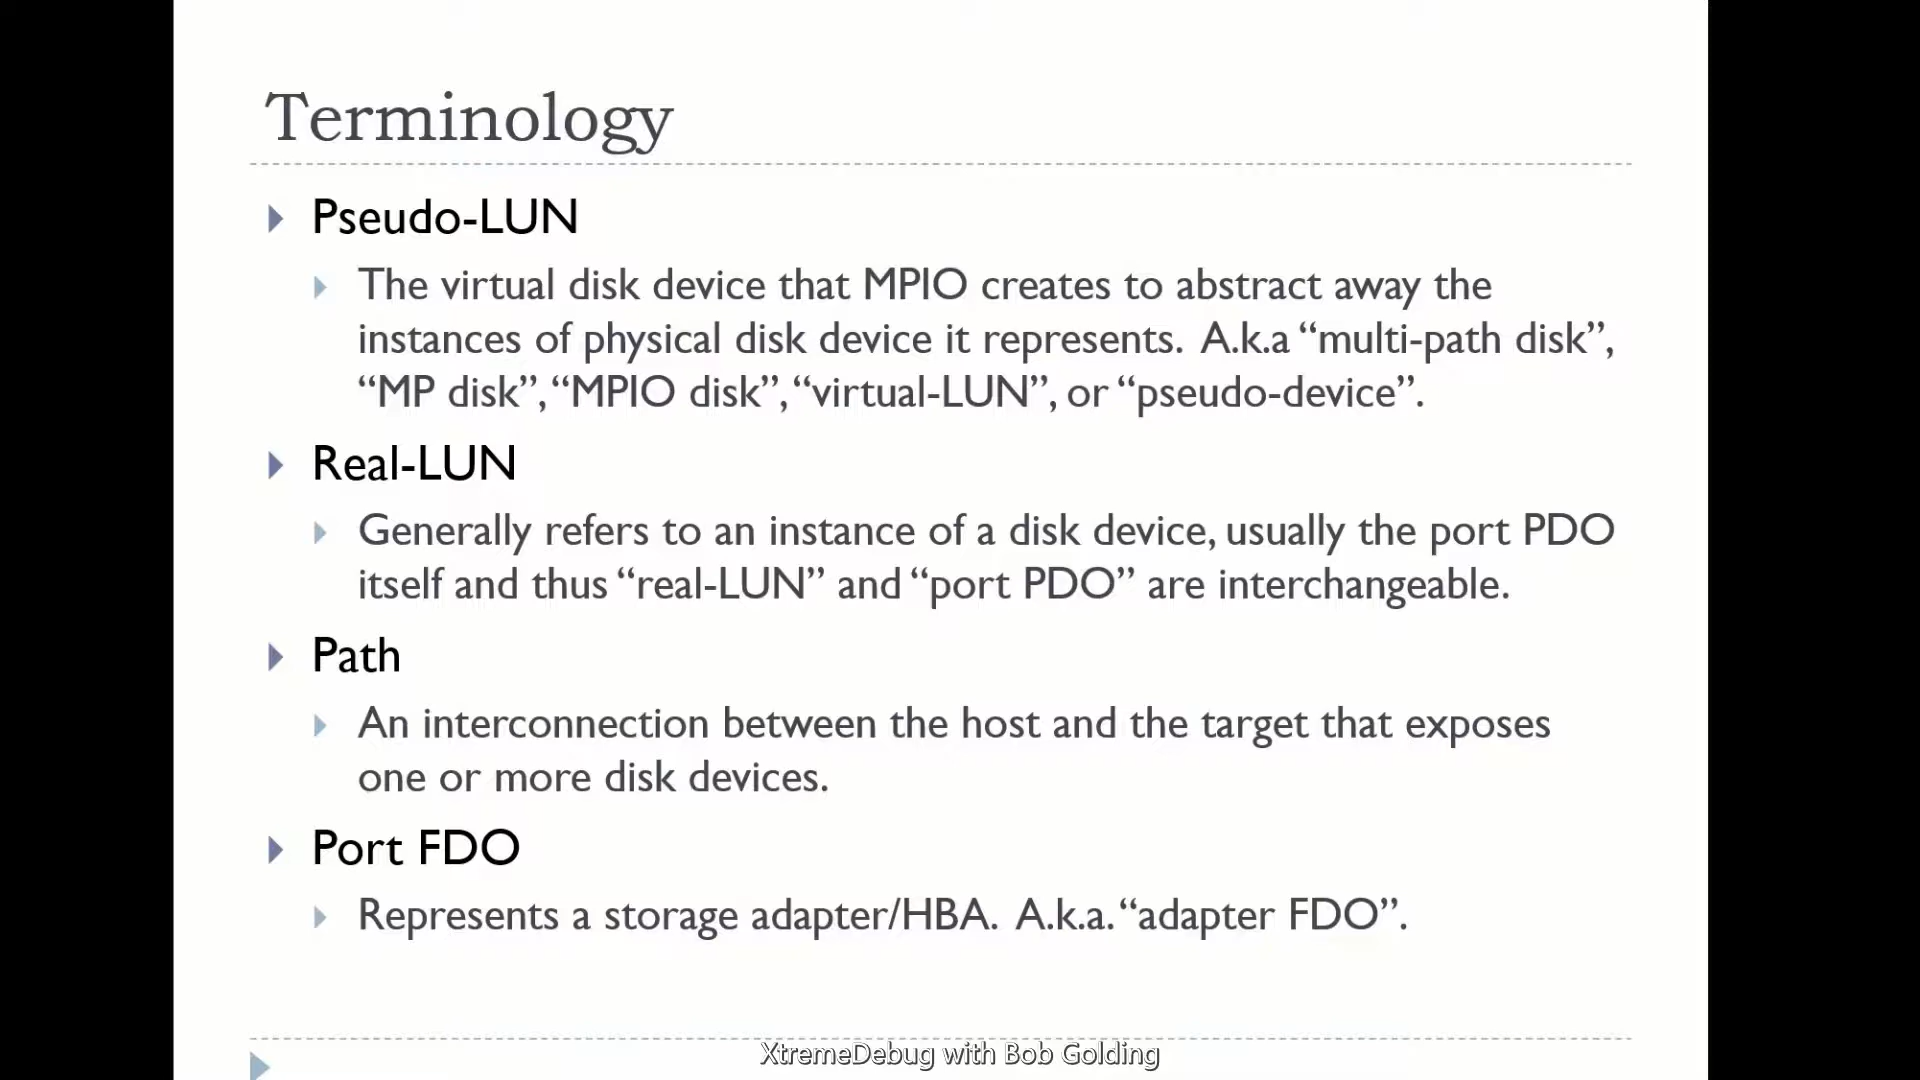 Terminology
Pseudo-LUN
The virtual disk device that MPIO creates to abstract away the
instances of physical disk device it represents. A.k.a “multi-path disk”,
“MP disk”, “MPIO disk”, “virtual-LUN”, or “pseudo-device”.
Real-LUN
Generally refers to an instance of a disk device, usually the port PDO
itself and thus “real-LUN” and “port PDO” are interchangeable.
Path
An interconnection between the host and the target that exposes
one or more disk devices.
Port FDO
Represents a storage adapter/HBA. A.k.a. “adapter FDO”.
XtremeDebug with Bob Golding